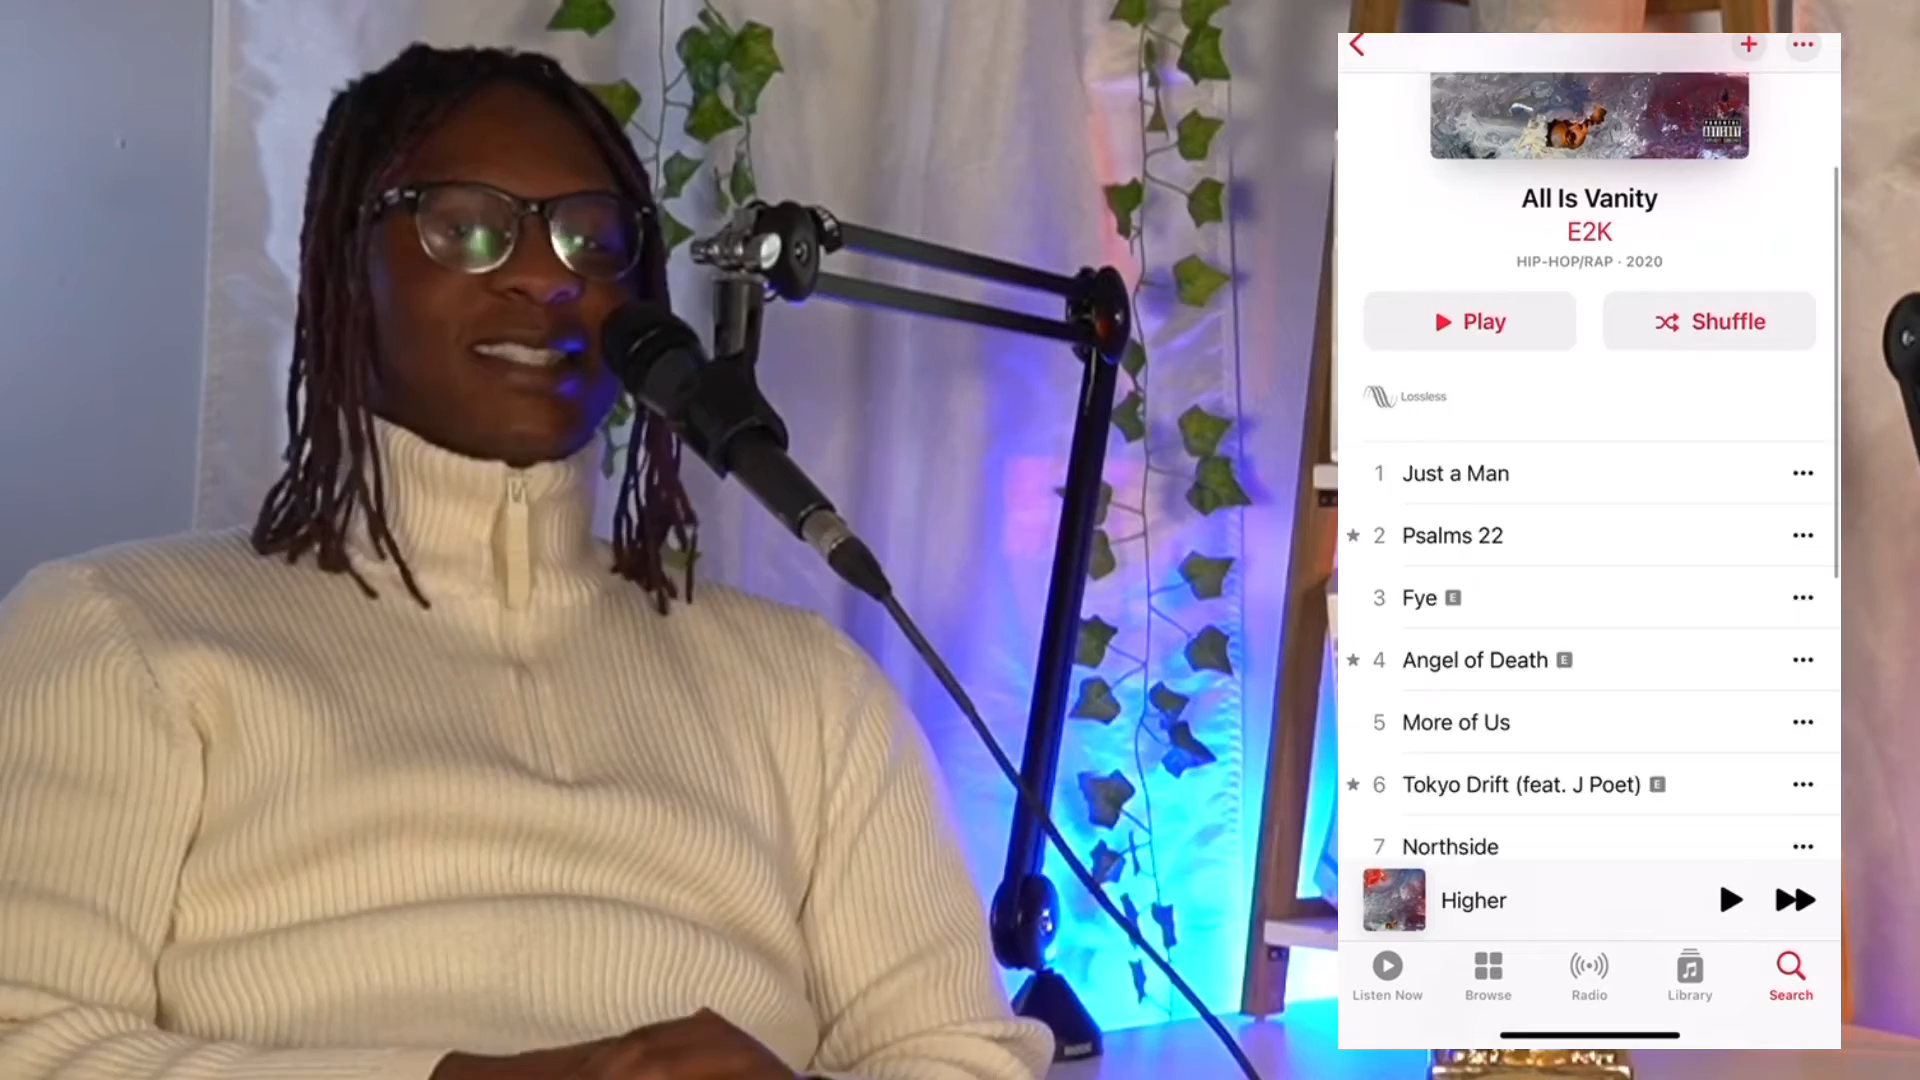 PARENTAL
ADVISORY
All Is Vanity
E2K
HIP-HOP/RAP · 2020
Play
Shuffle
Lossless
1 Just a Man
★ 2 Psalms 22
3 Fye E
★ 4 Angel of Death E
5 More of Us
★ 6 Tokyo Drift (feat. J Poet) E
7 Northside
Higher
Listen Now
Browse
Radio
Library
Search